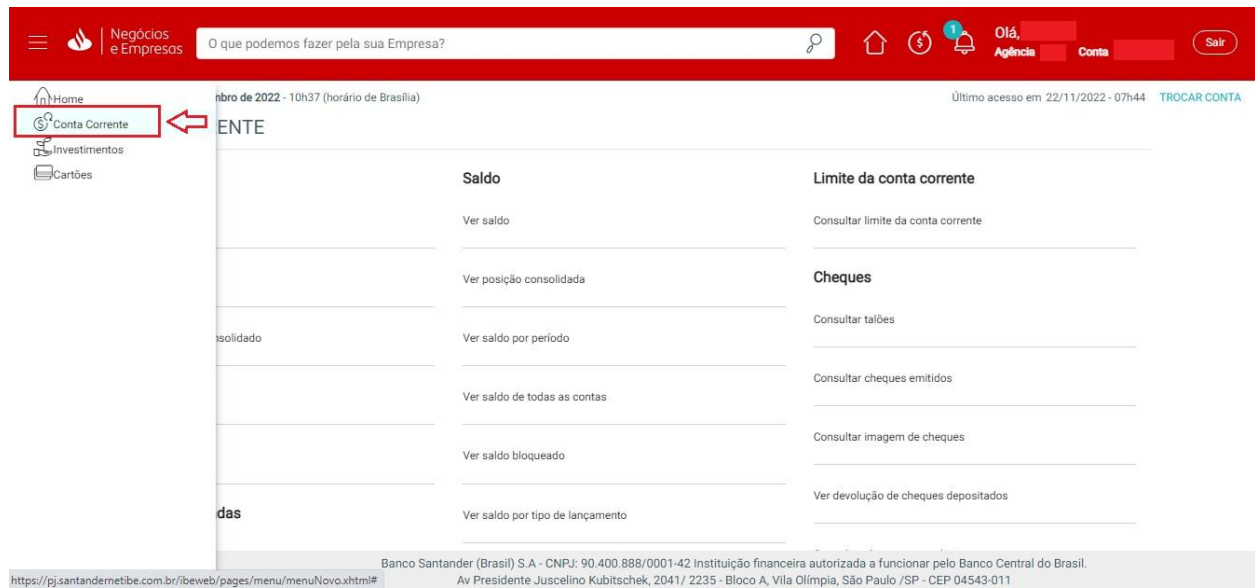 Negócios
e Empresas
O que podemos fazer pela sua Empresa?
1
Olá,
Agência Conta
Sair
Home
Conta Corrente
Investimentos
Cartões
de 2022 - 10h37 (horário de Brasília)
Último acesso em 22/11/2022 - 07h44 TROCAR CONTA
ENTE
Saldo
Ver saldo
Ver posição consolidada
Ver saldo por período
Ver saldo de todas as contas
Ver saldo bloqueado
Ver saldo por tipo de lançamento
Limite da conta corrente
Consultar limite da conta corrente
Cheques
Consultar talões
Consultar cheques emitidos
Consultar imagem de cheques
Ver devolução de cheques depositados
solidado
das
Banco Santander (Brasil) S.A - CNPJ: 90.400.888/0001-42 Instituição financeira autorizada a funcionar pelo Banco Central do Brasil.
Av Presidente Juscelino Kubitschek, 2041/ 2235 - Bloco A, Vila Olímpia, São Paulo /SP - CEP 04543-011
https://pj.santandernetibe.com.br/ibeweb/pages/menu/menuNovo.xhtml#